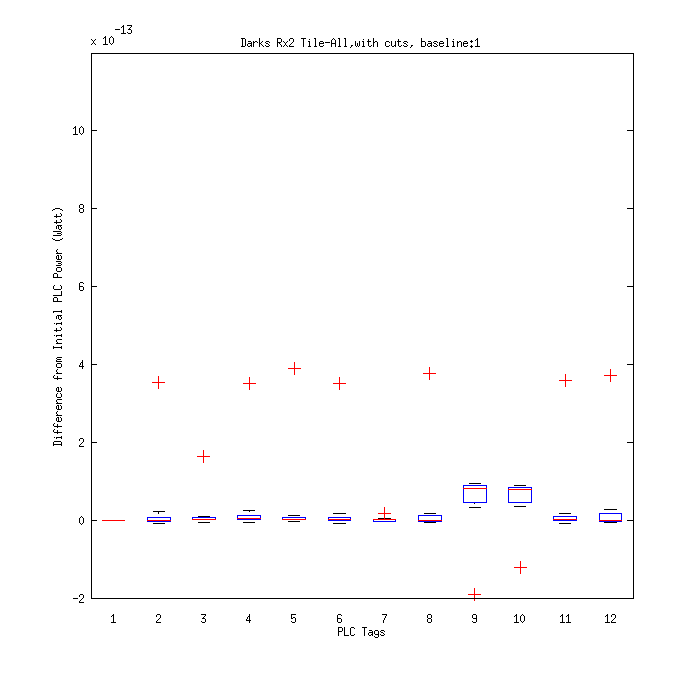 x 10 -13
Darks Rx2 Tile-All,with cuts, baseline:1
10
8
6
4
2
0
-2
Difference from Initial PLC Power (Watt)
1 2 3 4 5 6 7 8 9 10 11 12
PLC Tags